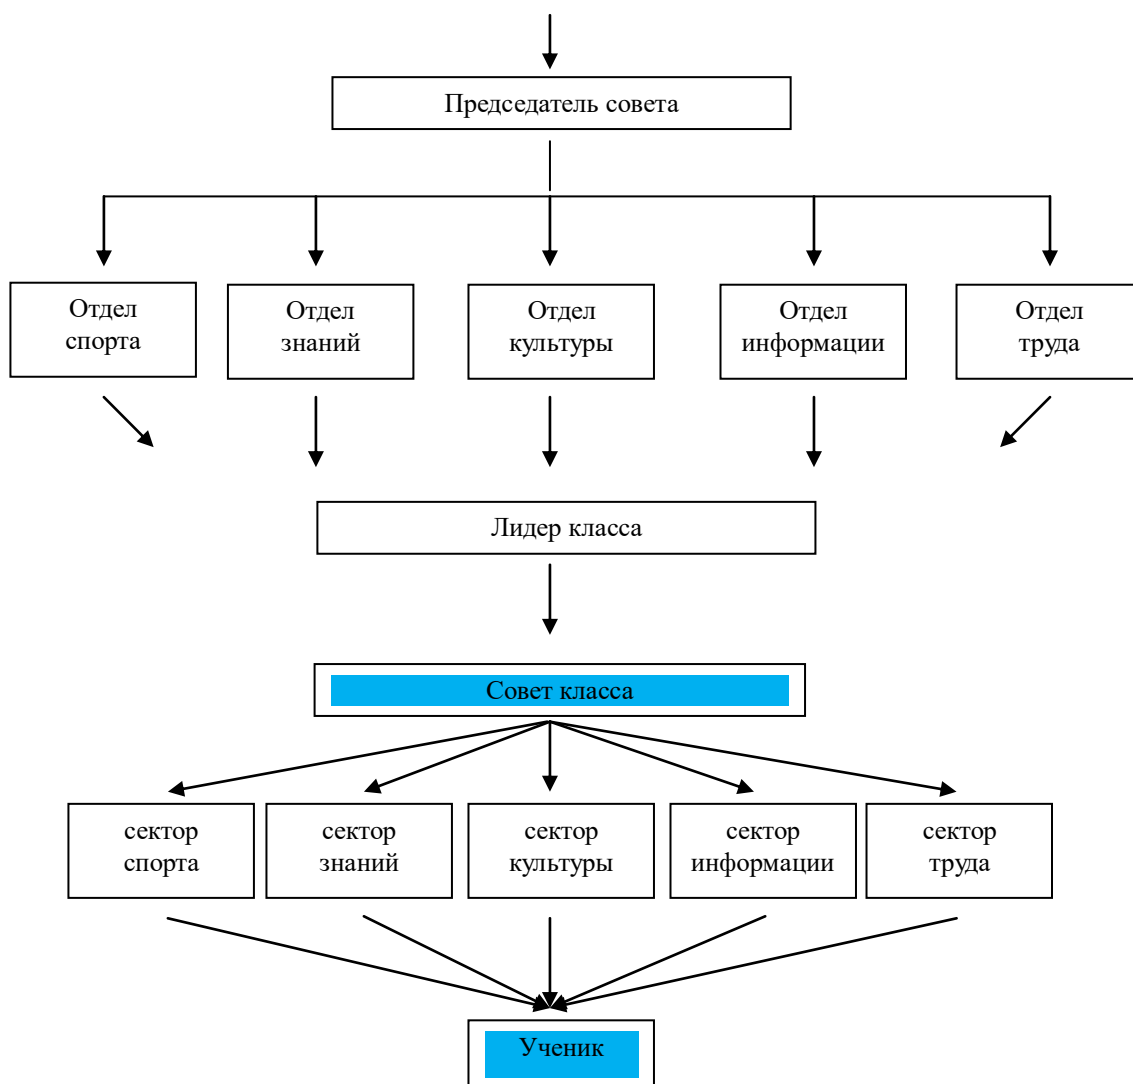 Председатель совета
Отдел
спорта
Отдел
знаний
Отдел
культуры
Отдел
информации
Отдел
труда
Лидер класса
Совет класса
сектор
спорта
сектор
знаний
сектор
культуры
сектор
информации
сектор
труда
Ученик